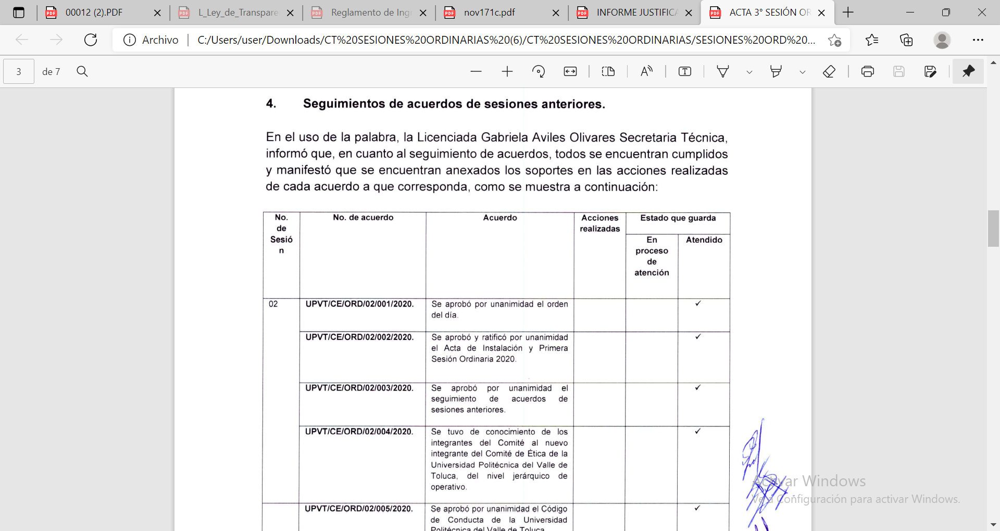 00012 (2).PDF
L_Ley_de_Transpare
Reglamento de Ing
nov171c.pdf
INFORME JUSTIFICA
ACTA 3° SESIÓN OR
Archivo
C:/Users/user/Downloads/CT%20SESIONES%20ORDINARIAS%20(6)/CT%20SESIONES%20ORDINARIAS/SESIONES%20ORD%20...
3 de 7
4. Seguimientos de acuerdos de sesiones anteriores.
En el uso de la palabra, la Licenciada Gabriela Aviles Olivares Secretaria Técnica,
informó que, en cuanto al seguimiento de acuerdos, todos se encuentran cumplidos
y manifestó que se encuentran anexados los soportes en las acciones realizadas
de cada acuerdo a que corresponda, como se muestra a continuación:
No.
de
Sesió
n
No. de acuerdo
Acuerdo
Acciones
realizadas
Estado que guarda
En
proceso
de
atención
Atendido
02
UPVT/CE/ORD/02/001/2020.
Se aprobó por unanimidad el orden
del día.
✓
UPVT/CE/ORD/02/002/2020.
Se aprobó y ratificó por unanimidad
el Acta de Instalación y Primera
Sesión Ordinaria 2020.
✓
UPVT/CE/ORD/02/003/2020.
Se aprobó por unanimidad el
seguimiento de acuerdos de
sesiones anteriores.
✓
UPVT/CE/ORD/02/004/2020.
Se tuvo de conocimiento de los
integrantes del Comité al nuevo
integrante del Comité de Ética de la
Universidad Politécnica del Valle de
Toluca, del nivel jerárquico de
operativo.
✓
UPVT/CE/ORD/02/005/2020.
Se aprobó por unanimidad el Código
de Conducta de la Universidad
Politécnica del Valle de Toluca
✓
Activar Windows
Ve a Configuración para activar Windows.